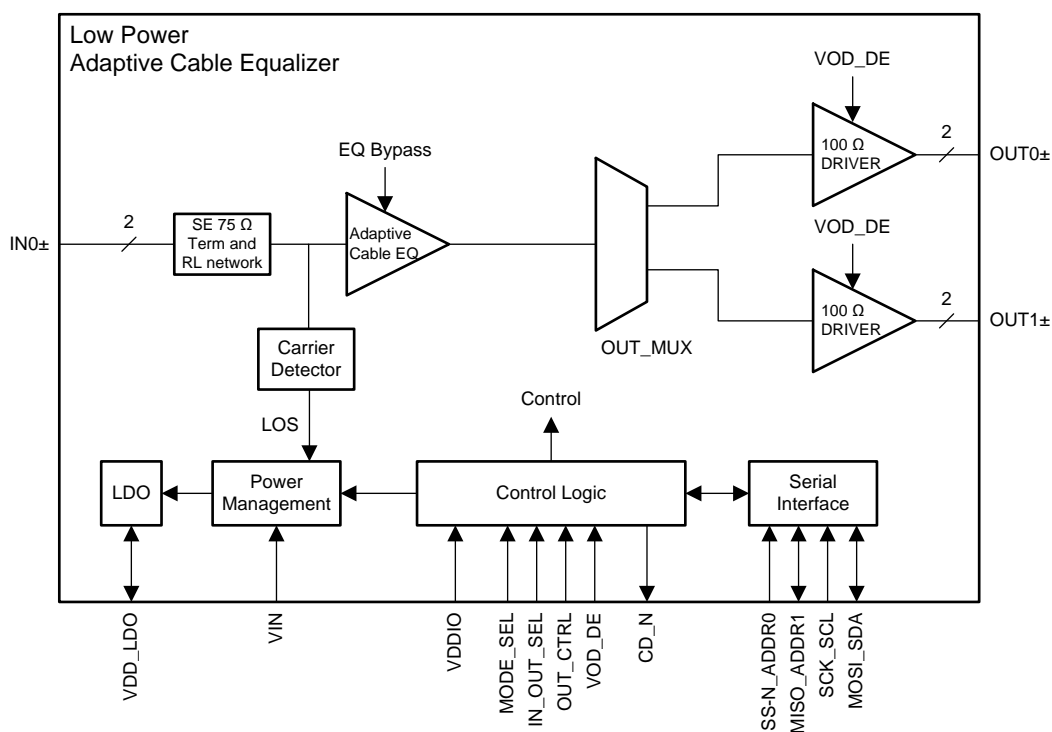 Low Power
Adaptive Cable Equalizer
VOD_DE
100 Ω
DRIVER
2
OUT0±
EQ Bypass
IN0±
2
SE 75 Ω
Term and
RL network
Adaptive
Cable EQ
VOD_DE
100 Ω
DRIVER
2
OUT1±
OUT_MUX
Carrier
Detector
LOS
Control
LDO
Power
Management
Control Logic
Serial
Interface
VDD_LDO
VIN
VDDIO
MODE_SEL
IN_OUT_SEL
OUT_CTRL
VOD_DE
CD_N
SS-N_ADDR0
MISO_ADDR1
SCK_SCL
MOSI_SDA